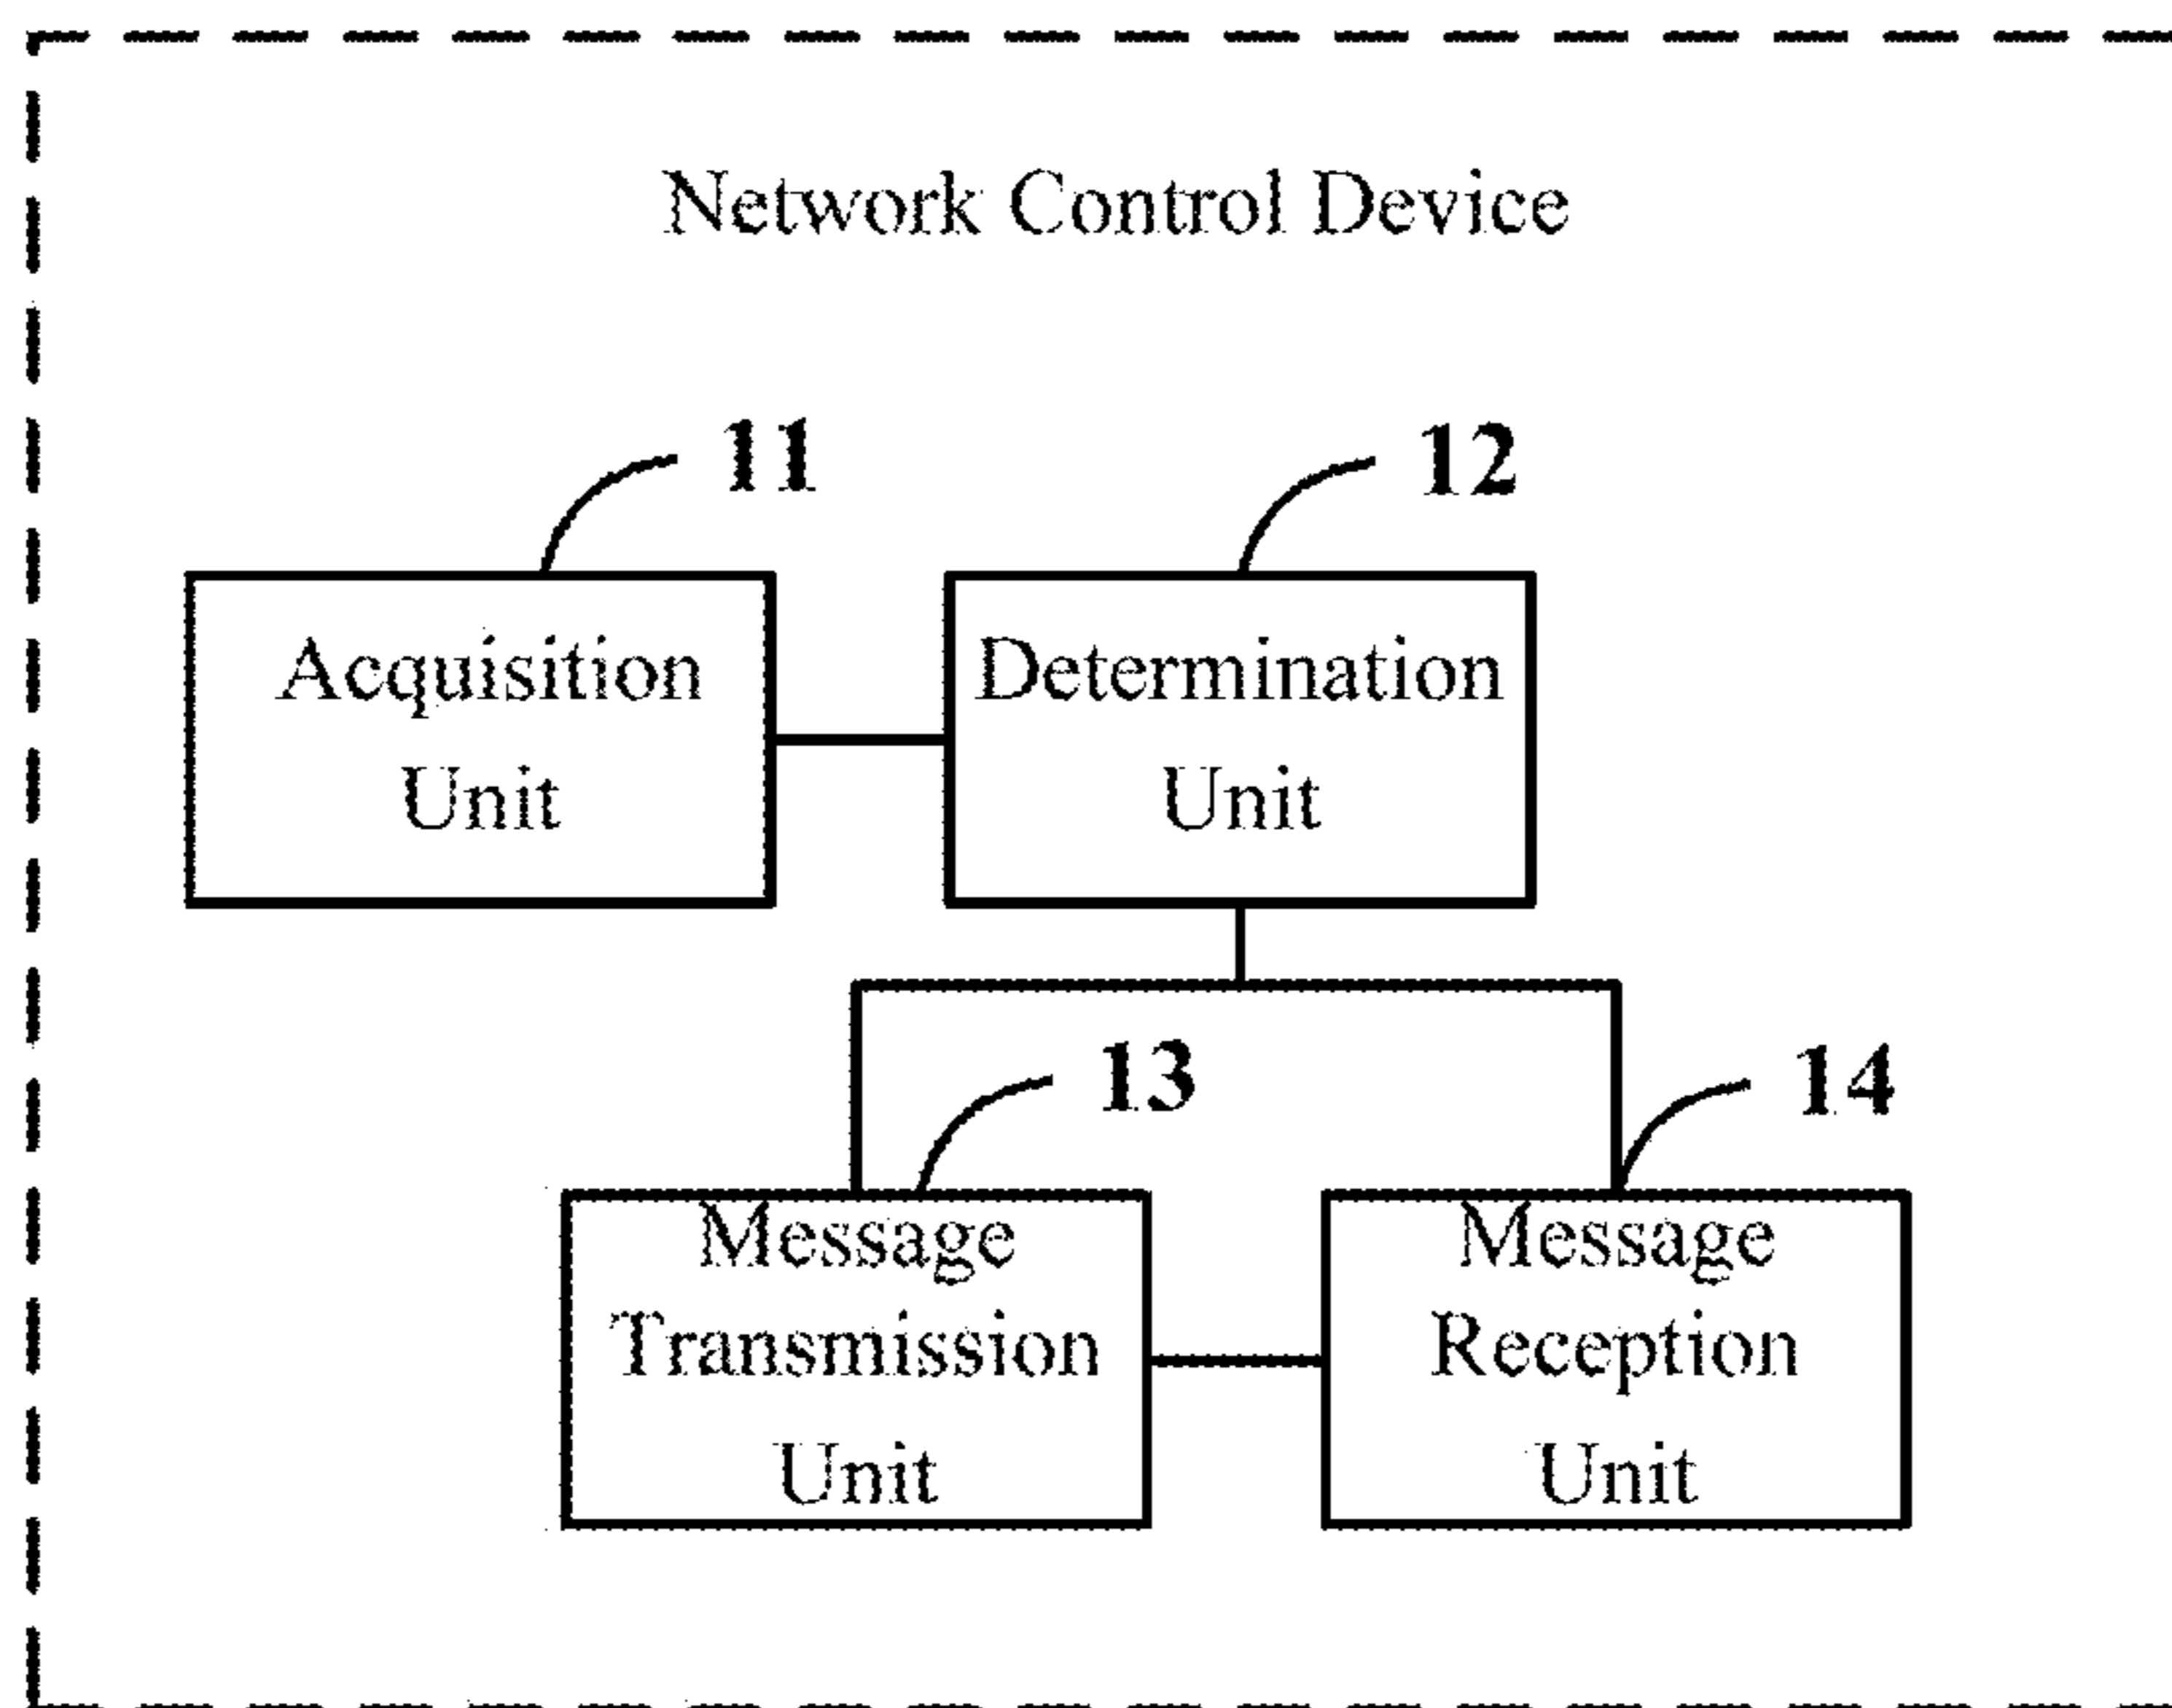 Network Control Device
11
12
Acquisition
Unit
Determination
Unit
13
14
Message
Transmission
Unit
Message
Reception
Unit